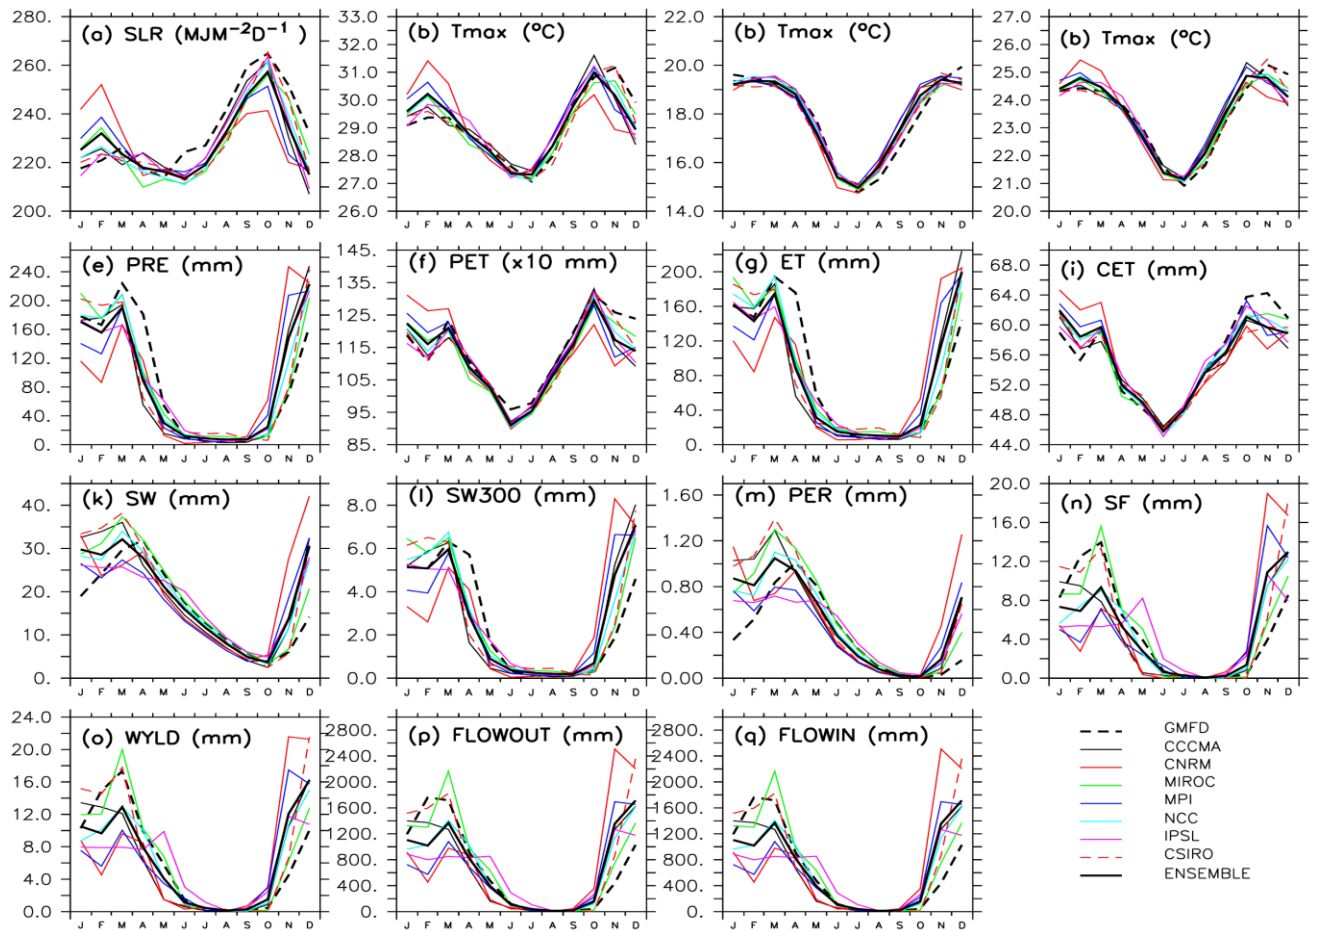 (a) SLR (MJM⁻²D⁻¹ )
280.
260.
240.
220.
200.
J F M A M J J A S O N D
(b) Tmax (ºC)
33.0
32.0
31.0
30.0
29.0
28.0
27.0
26.0
J F M A M J J A S O N D
(b) Tmax (ºC)
22.0
20.0
18.0
16.0
14.0
J F M A M J J A S O N D
(b) Tmax (ºC)
27.0
26.0
25.0
24.0
23.0
22.0
21.0
20.0
J F M A M J J A S O N D
(e) PRE (mm)
240.
200.
160.
120.
80.
40.
0.
J F M A M J J A S O N D
(f) PET (x10 mm)
145.
135.
125.
115.
105.
95.
85.
J F M A M J J A S O N D
(g) ET (mm)
200.
160.
120.
80.
40.
0.
J F M A M J J A S O N D
(i) CET (mm)
68.0
64.0
60.0
56.0
52.0
48.0
44.0
J F M A M J J A S O N D
(k) SW (mm)
40.
30.
20.
10.
0.
J F M A M J J A S O N D
(l) SW300 (mm)
8.0
6.0
4.0
2.0
0.0
J F M A M J J A S O N D
(m) PER (mm)
1.60
1.20
0.80
0.40
0.00
J F M A M J J A S O N D
(n) SF (mm)
20.0
16.0
12.0
8.0
4.0
0.0
J F M A M J J A S O N D
(o) WYLD (mm)
24.0
20.0
16.0
12.0
8.0
4.0
0.0
J F M A M J J A S O N D
(p) FLOWOUT (mm)
2800.
2400.
2000.
1600.
1200.
800.
400.
0.
J F M A M J J A S O N D
(q) FLOWIN (mm)
2800.
2400.
2000.
1600.
1200.
800.
400.
0.
J F M A M J J A S O N D
GMFD
CCCMA
CNRM
MIROC
MPI
NCC
IPSL
CSIRO
ENSEMBLE